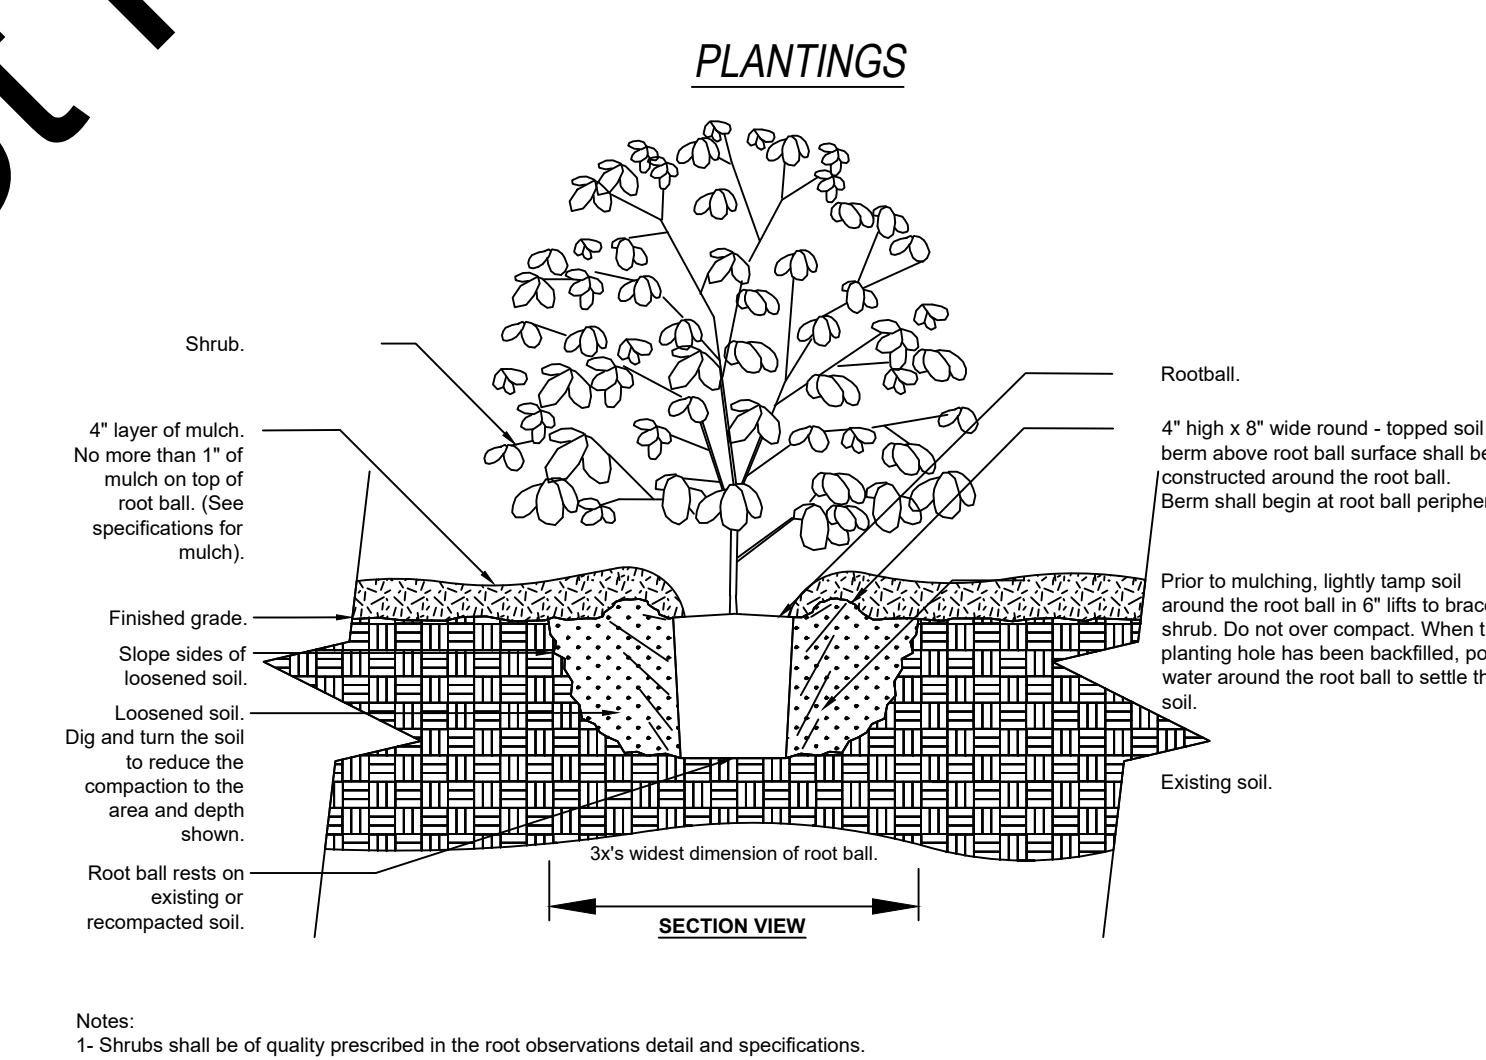 PLANTINGS
Shrub.
4" layer of mulch.
No more than 1" of
mulch on top of
root ball. (See
specifications for
mulch).
Finished grade.
Slope sides of
loosened soil.
Loosened soil.
Dig and turn the soil
to reduce the
compaction to the
area and depth
shown.
Root ball rests on
existing or
recompacted soil.
Rootball.
4" high x 8" wide round - topped soil
berm above root ball surface shall be
constructed around the root ball.
Berm shall begin at root ball
Prior to mulching, lightly tamp soil
around the root ball in 6" lifts to brace
shrub. Do not over compact. When
planting hole has been backfilled,
water around the root ball to settle
soil.
Existing soil.
3x's widest dimension of root ball.
SECTION VIEW
Notes:
1- Shrubs shall be of quality prescribed in the root observations detail and specifications.